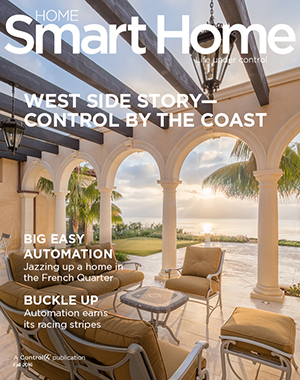 HOME
Smart Home
Life under control
WEST SIDE STORY—
CONTROL BY THE COAST
BIG EASY
AUTOMATION
Jazzing up a home in
the French Quarter
BUCKLE UP
Automation earns
its racing stripes
A Control4 publication
Fall 2016